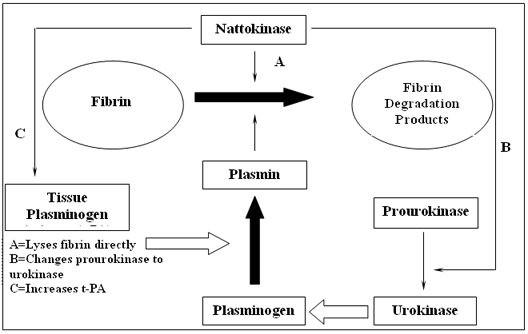 Nattokinase
A
Fibrin
Fibrin
Degradation
Products
C
B
Plasmin
Tissue
Plasminogen
Prourokinase
A=Lyses fibrin directly
B=Changes prourokinase to
urokinase
C=Increases t-PA
Plasminogen
Urokinase